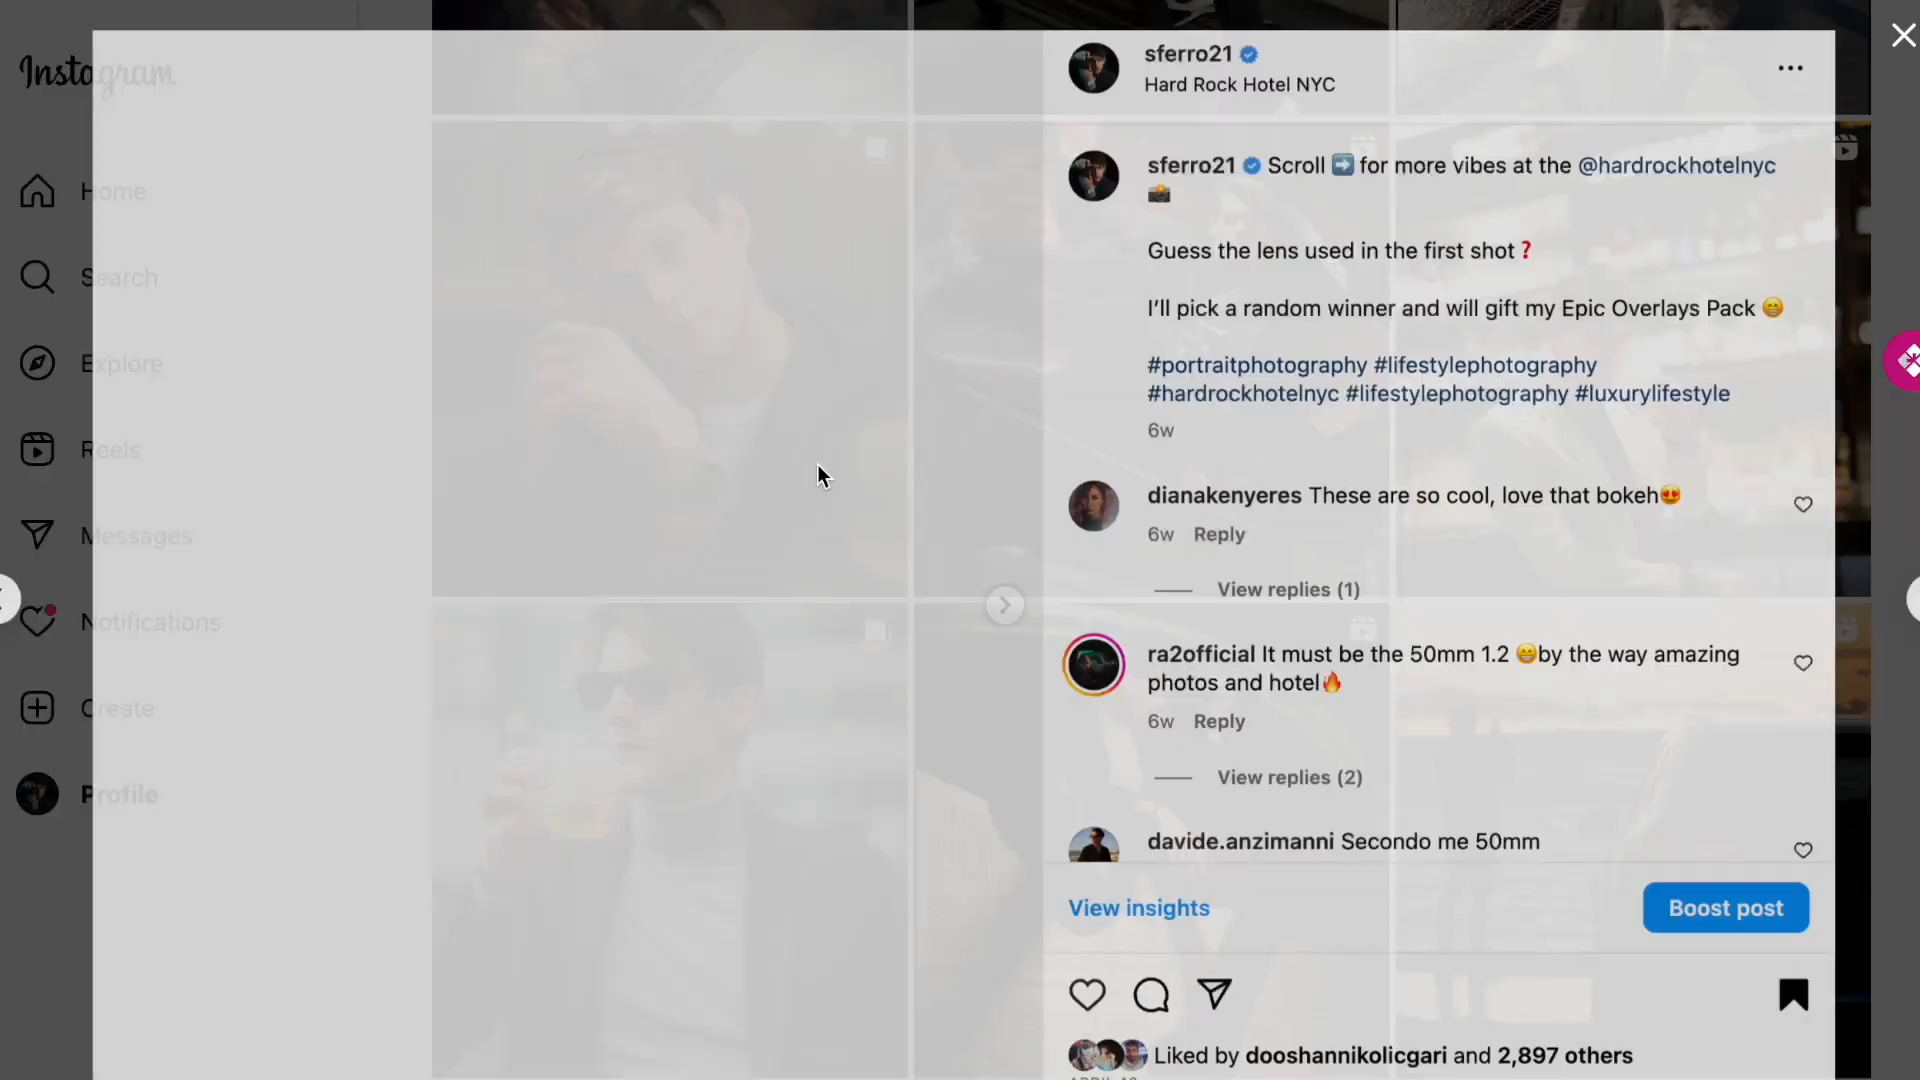 Instagram
Home
Search
Explore
Reels
Messages
Notifications
Create
Profile
sferro21
Hard Rock Hotel NYC
sferro21 Scroll ➡️ for more vibes at the @hardrockhotelnyc
📸
Guess the lens used in the first shot❓
I’ll pick a random winner and will gift my Epic Overlays Pack 😁
#portraitphotography #lifestylephotography
#hardrockhotelnyc #lifestylephotography #luxurylifestyle
6w
dianakenyeres These are so cool, love that bokeh😍
6w Reply
View replies (1)
ra2official It must be the 50mm 1.2 😁by the way amazing
photos and hotel🔥
6w Reply
View replies (2)
davide.anzimanni Secondo me 50mm
View insights
Boost post
Liked by dooshannikolicgari and 2,897 others